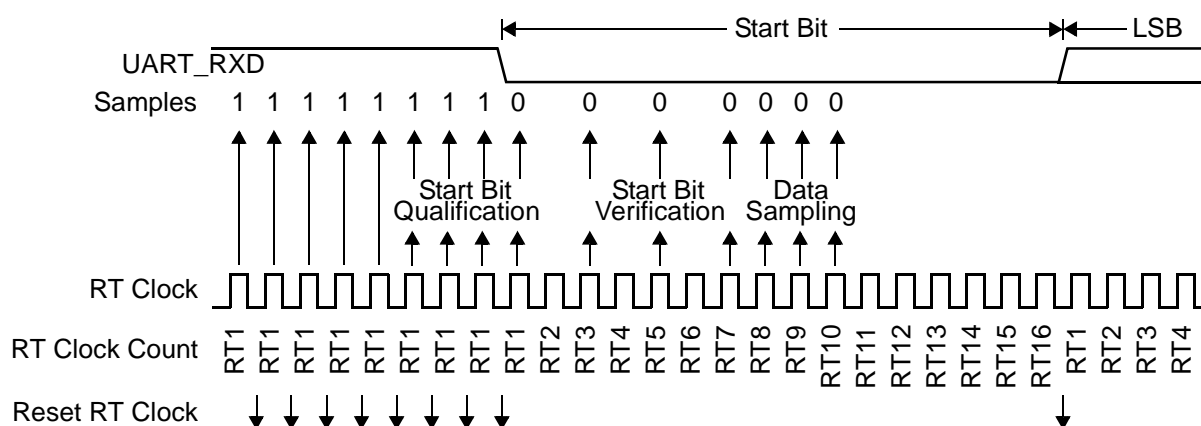 Start Bit LSB
UART_RXD
Samples 1 1 1 1 1 1 1 1 0 0 0 0 0 0 0
Start Bit Start Bit Data
Qualification Verification Sampling
RT Clock
RT Clock Count RT1 RT1 RT1 RT1 RT1 RT1 RT1 RT1 RT1 RT2 RT3 RT4 RT5 RT6 RT7 RT8 RT9 RT10 RT11 RT12 RT13 RT14 RT15 RT16 RT1 RT2 RT3 RT4
Reset RT Clock